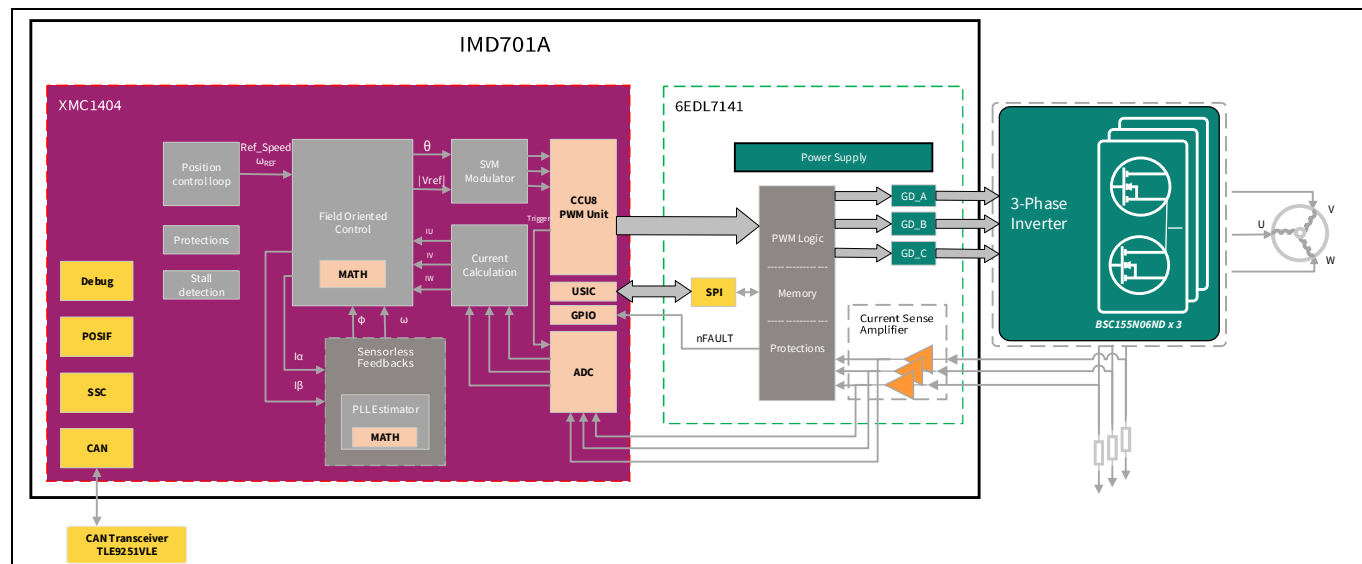 IMD701A
XMC1404
6EDL7141
Position
control loop
Ref_Speed
ωREF
Field Oriented
Control
MATH
θ
|Vref|
SVM
Modulator
CCU8
PWM Unit
Trigger
Power Supply
PWM Logic
Memory
Protections
GD_A
GD_B
GD_C
3-Phase
Inverter
BSC155N06ND x 3
U
V
W
Protections
Stall
detection
IU
IV
IW
Current
Calculation
USIC
GPIO
ADC
SPI
nFAULT
Current Sense
Amplifier
Debug
POSIF
SSC
CAN
Φ
ω
Iα
Iβ
Sensorless
Feedbacks
PLL Estimator
MATH
CAN Transceiver
TLE9251VLE